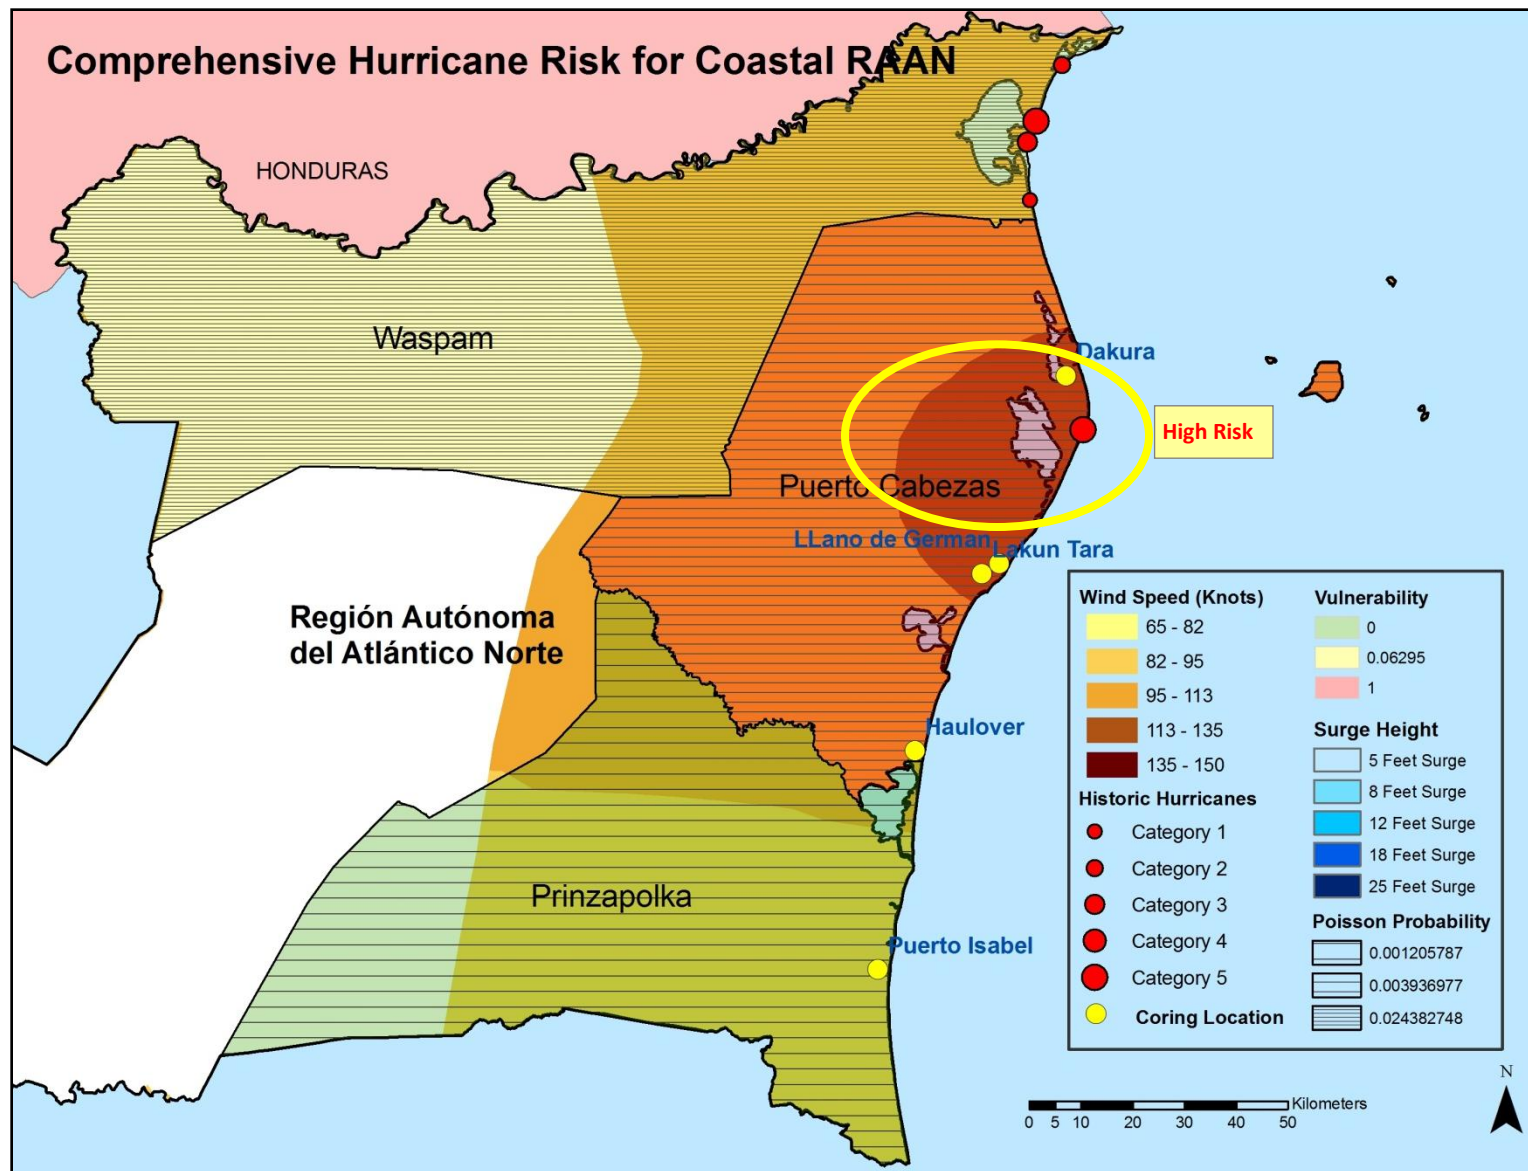 Comprehensive Hurricane Risk for Coastal RAAN
HONDURAS
Waspam
Dakura
High Risk
Puerto Cabezas
LLano de German
Lakun Tara
Región Autónoma
del Atlántico Norte
Haulover
Prinzapolka
Puerto Isabel
Wind Speed (Knots)
65 - 82
82 - 95
95 - 113
113 - 135
135 - 150
Historic Hurricanes
Category 1
Category 2
Category 3
Category 4
Category 5
Coring Location
Vulnerability
0
0.06295
1
Surge Height
5 Feet Surge
8 Feet Surge
12 Feet Surge
18 Feet Surge
25 Feet Surge
Poisson Probability
0.001205787
0.003936977
0.024382748
N
Kilometers
0 5 10 20 30 40 50